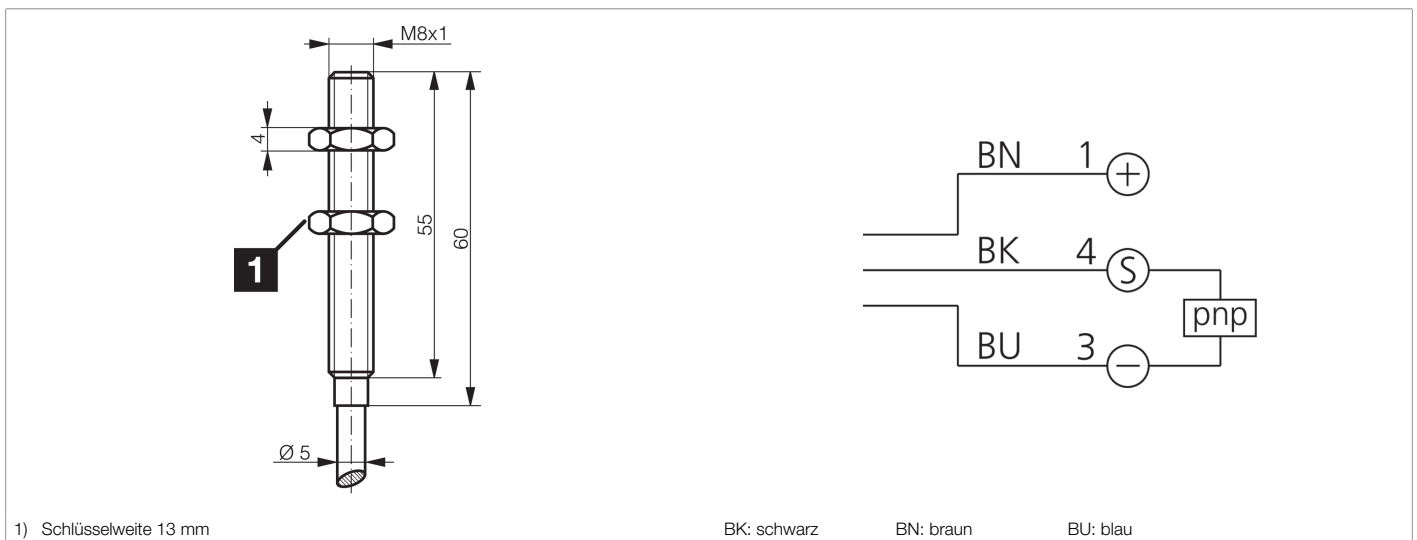 M8x1
4
55
60
1
Ø 5
BN 1 +
BK 4 S
pnp
BU 3 −
1) Schlüsselweite 13 mm
BK: schwarz BN: braun BU: blau